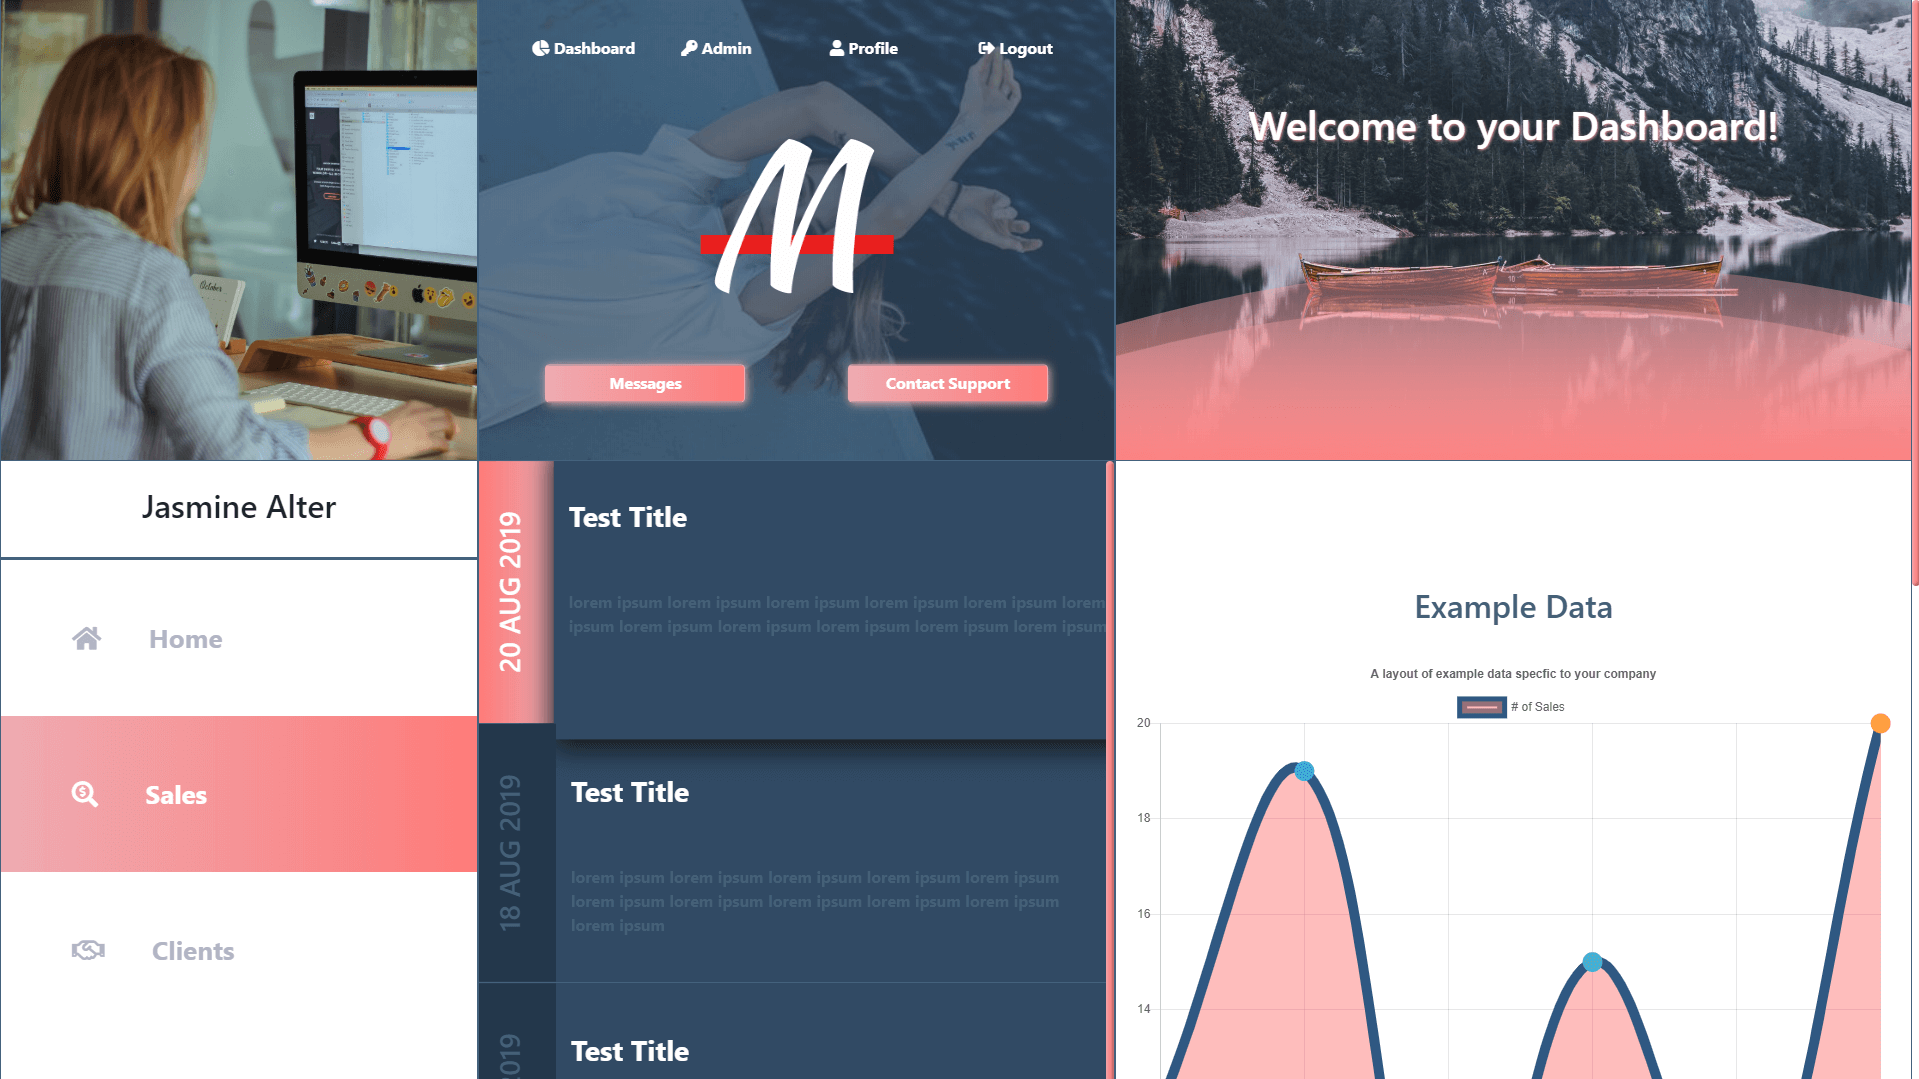 October
Dashboard
Admin
Profile
Logout
M
Messages
Contact Support
Welcome to your Dashboard!
Jasmine Alter
Home
Sales
Clients
20 AUG 2019
Test Title
lorem ipsum lorem ipsum lorem ipsum lorem ipsum lorem ipsum lorem
ipsum lorem ipsum lorem ipsum lorem ipsum lorem ipsum lorem ipsum
18 AUG 2019
Test Title
lorem ipsum lorem ipsum lorem ipsum lorem ipsum lorem ipsum
lorem ipsum lorem ipsum lorem ipsum lorem ipsum lorem ipsum
lorem ipsum
2019
Test Title
Example Data
A layout of example data specfic to your company
# of Sales
20
18
16
14